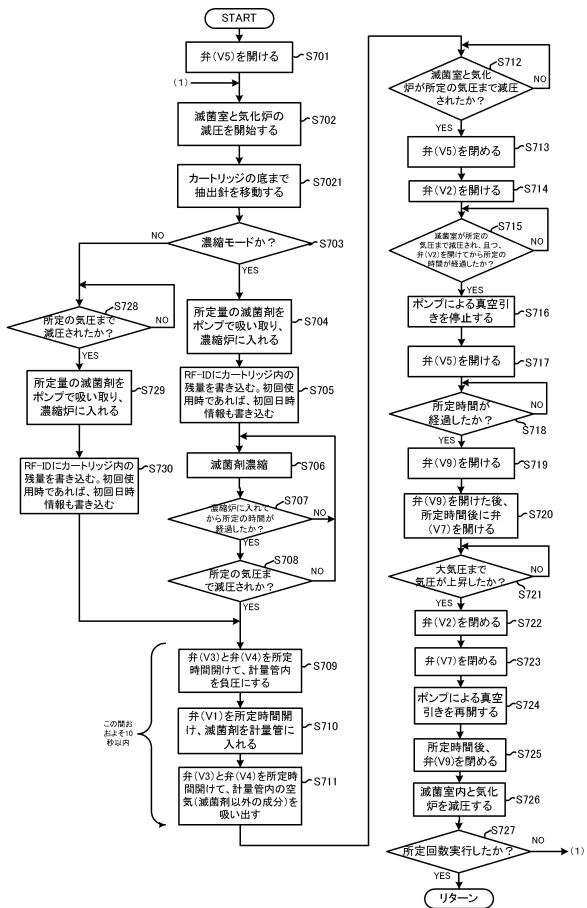 START
弁(V5)を開ける
S701
(1)
滅菌室と気化炉の
減圧を開始する
S702
カートリッジの底まで
抽出針を移動する
S7021
濃縮モードか?
S703
NO
YES
所定の気圧まで
減圧されたか?
S728
NO
YES
所定量の滅菌剤を
ポンプで吸い取り、
濃縮炉に入れる
S729
RF-IDにカートリッジ内の
残量を書き込む。初回使
用時であれば、初回日時
情報も書き込む
S730
所定量の滅菌剤を
ポンプで吸い取り、
濃縮炉に入れる
S704
RF-IDにカートリッジ内の
残量を書き込む。初回使
用時であれば、初回日時
情報も書き込む
S705
滅菌剤濃縮
S706
濃縮炉に入れて
から所定の時間が
経過したか?
S707
NO
YES
所定の気圧ま
で減圧されたか?
S708
NO
YES
この間お
およそ10
秒以内
弁(V3)と弁(V4)を所定
時間開けて、計量管内
を負圧にする
S709
弁(V1)を所定時間開
け、滅菌剤を計量管に
入れる
S710
弁(V3)と弁(V4)を所定時
間開けて、計量管内の空
気(滅菌剤以外の成分)を
吸い出す
S711
滅菌室と気化
炉が所定の気圧まで減圧
されたか?
S712
NO
YES
弁(V5)を閉める
S713
弁(V2)を開ける
S714
滅菌室が所定の
気圧まで減圧され、且つ、
弁(V2)を開けてから所定の
時間が経過したか?
S715
NO
YES
ポンプによる真空引
きを停止する
S716
弁(V5)を開ける
S717
所定時間が
経過したか?
S718
NO
YES
弁(V9)を開ける
S719
弁(V9)を開けた後、
所定時間後に弁
(V7)を開ける
S720
大気圧まで
気圧が上昇したか?
S721
NO
YES
弁(V2)を閉める
S722
弁(V7)を閉める
S723
ポンプによる真空
引きを再開する
S724
所定時間後、
弁(V9)を閉める
S725
滅菌室内と気化
炉を減圧する
S726
所定回数実行したか?
S727
NO
(1)
YES
リターン